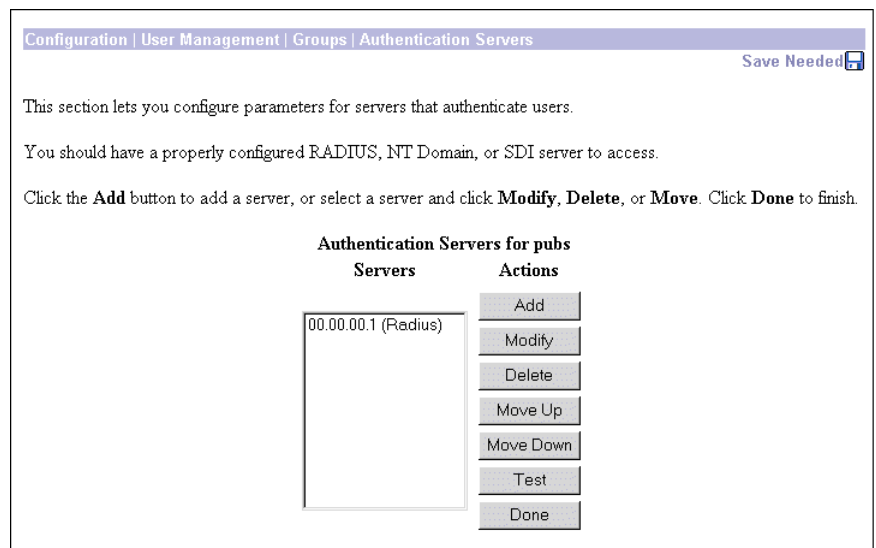 Configuration | User Management | Groups | Authentication Servers
Save Needed
This section lets you configure parameters for servers that authenticate users.
You should have a properly configured RADIUS, NT Domain, or SDI server to access.
Click the Add button to add a server, or select a server and click Modify, Delete, or Move. Click Done to finish.
Authentication Servers for pubs
Servers Actions
00.00.00.1 (Radius)
Add
Modify
Delete
Move Up
Move Down
Test
Done